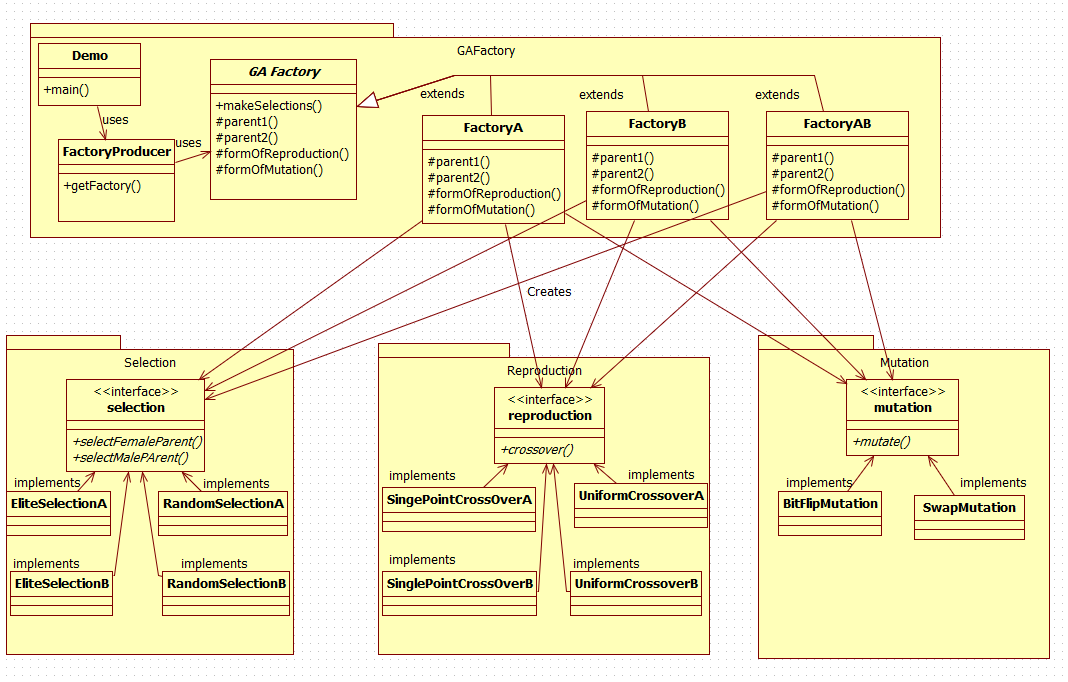 GAFactory
Demo
+main()
uses
FactoryProducer
+getFactory()
uses
GA Factory
+makeSelections()
#parent1()
#parent2()
#formOfReproduction()
#formOfMutation()
extends
FactoryA
#parent1()
#parent2()
#formOfReproduction()
#formOfMutation()
extends
FactoryB
#parent1()
#parent2()
#formOfReproduction()
#formOfMutation()
extends
FactoryAB
#parent1()
#parent2()
#formOfReproduction()
#formOfMutation()
Creates
Selection
<<interface>>
selection
+selectFemaleParent()
+selectMalePArent()
implements
EliteSelectionA
implements
RandomSelectionA
implements
EliteSelectionB
implements
RandomSelectionB
Reproduction
<<interface>>
reproduction
+crossover()
implements
SingePointCrossOverA
implements
UniformCrossoverA
implements
SinglePointCrossOverB
implements
UniformCrossoverB
Mutation
<<interface>>
mutation
+mutate()
implements
BitFlipMutation
implements
SwapMutation